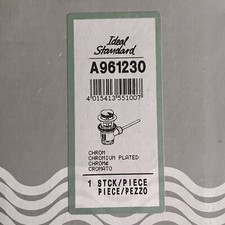 Ideal
Standard
A961230
4 015413 551007
CHROM
CHROMIUM PLATED
CHROMé
CROMATO
1 STCK/PIECE
PIECE/PEZZO